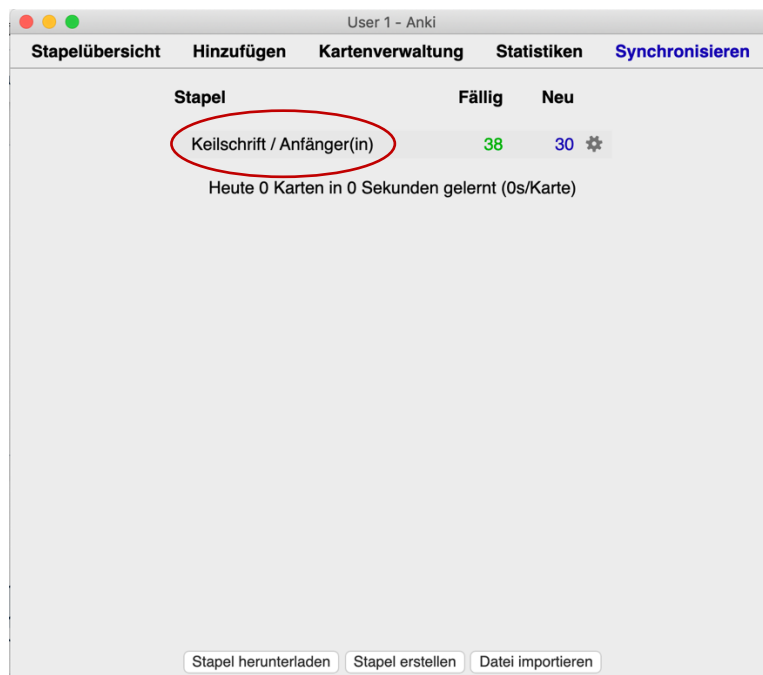 User 1 - Anki
Stapelübersicht Hinzufügen Kartenverwaltung Statistiken Synchronisieren
Stapel Fällig Neu
Keilschrift / Anfänger(in) 38 30
Heute 0 Karten in 0 Sekunden gelernt (0s/Karte)
Stapel herunterladen Stapel erstellen Datei importieren